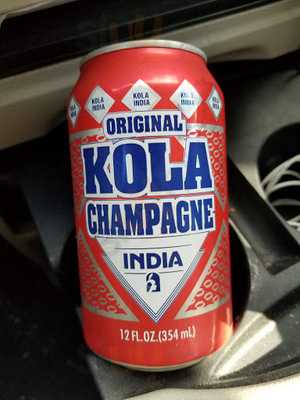 KOLA
INDIA
KOLA
INDIA
KOLA
INDIA
ORIGINAL
KOLA
CHAMPAGNE
INDIA
12 FL.OZ.(354 mL)